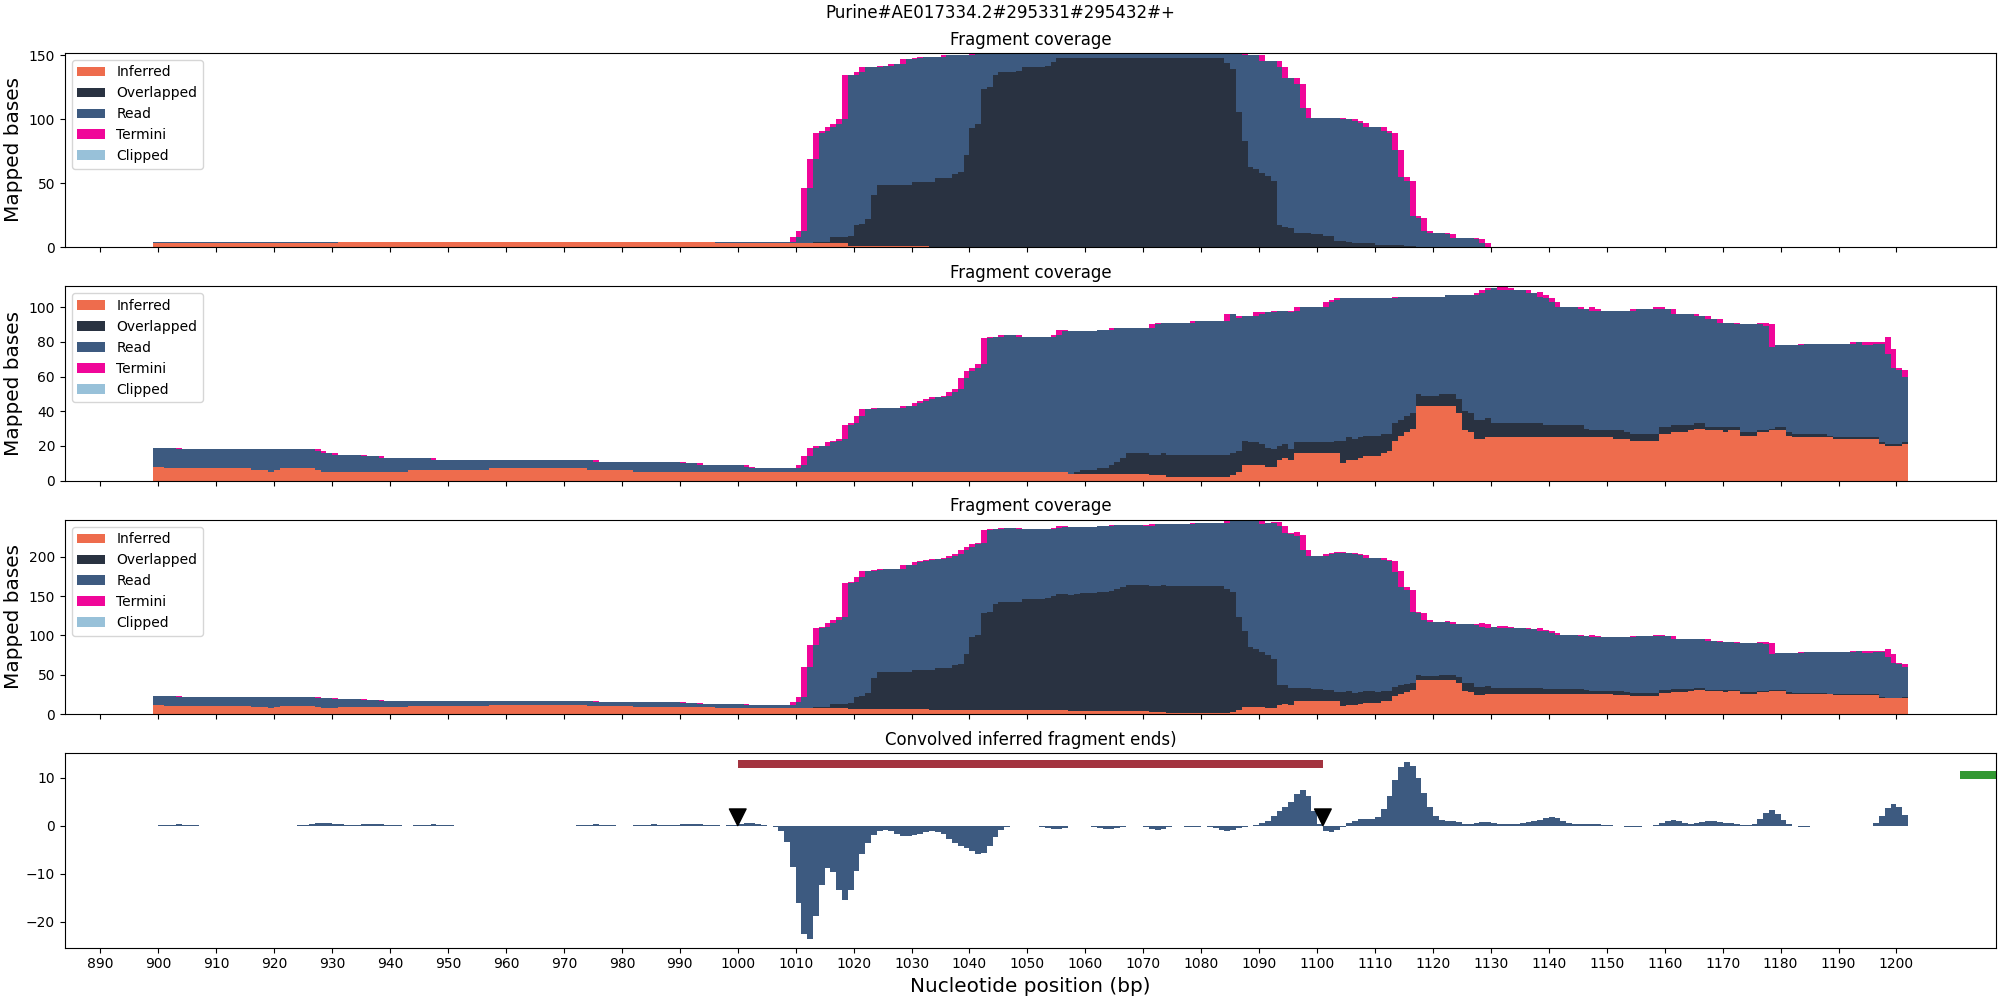 Purine#AE017334.2#295331#295432#+
Fragment coverage
Mapped bases
150
100
50
0
Inferred
Overlapped
Read
Termini
Clipped
Fragment coverage
Mapped bases
100
80
60
40
20
0
Inferred
Overlapped
Read
Termini
Clipped
Fragment coverage
Mapped bases
200
150
100
50
0
Inferred
Overlapped
Read
Termini
Clipped
Convolved inferred fragment ends)
10
0
−10
−20
890 900 910 920 930 940 950 960 970 980 990 1000 1010 1020 1030 1040 1050 1060 1070 1080 1090 1100 1110 1120 1130 1140 1150 1160 1170 1180 1190 1200
Nucleotide position (bp)